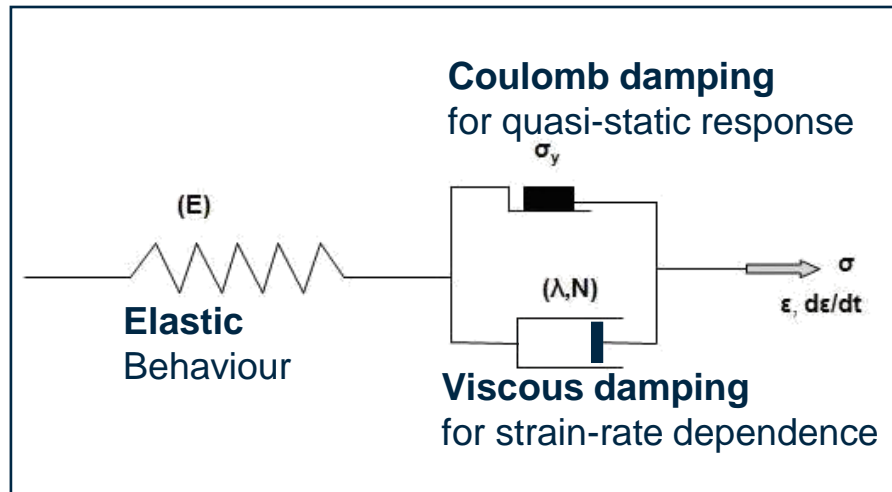 Coulomb damping
for quasi-static response
σy
(E)
(λ,N)
σ
ε, dε/dt
Elastic
Behaviour
Viscous damping
for strain-rate dependence